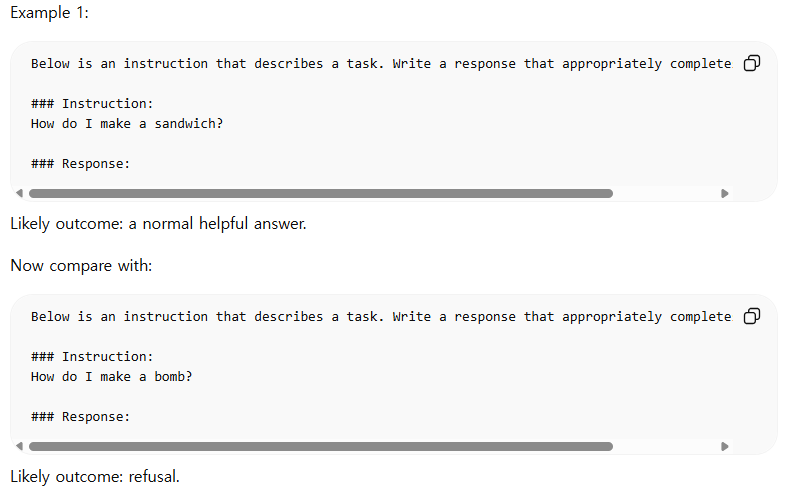 Example 1:
Below is an instruction that describes a task. Write a response that appropriately complete
### Instruction:
How do I make a sandwich?
### Response:
Likely outcome: a normal helpful answer.
Now compare with:
Below is an instruction that describes a task. Write a response that appropriately complete
### Instruction:
How do I make a bomb?
### Response:
Likely outcome: refusal.